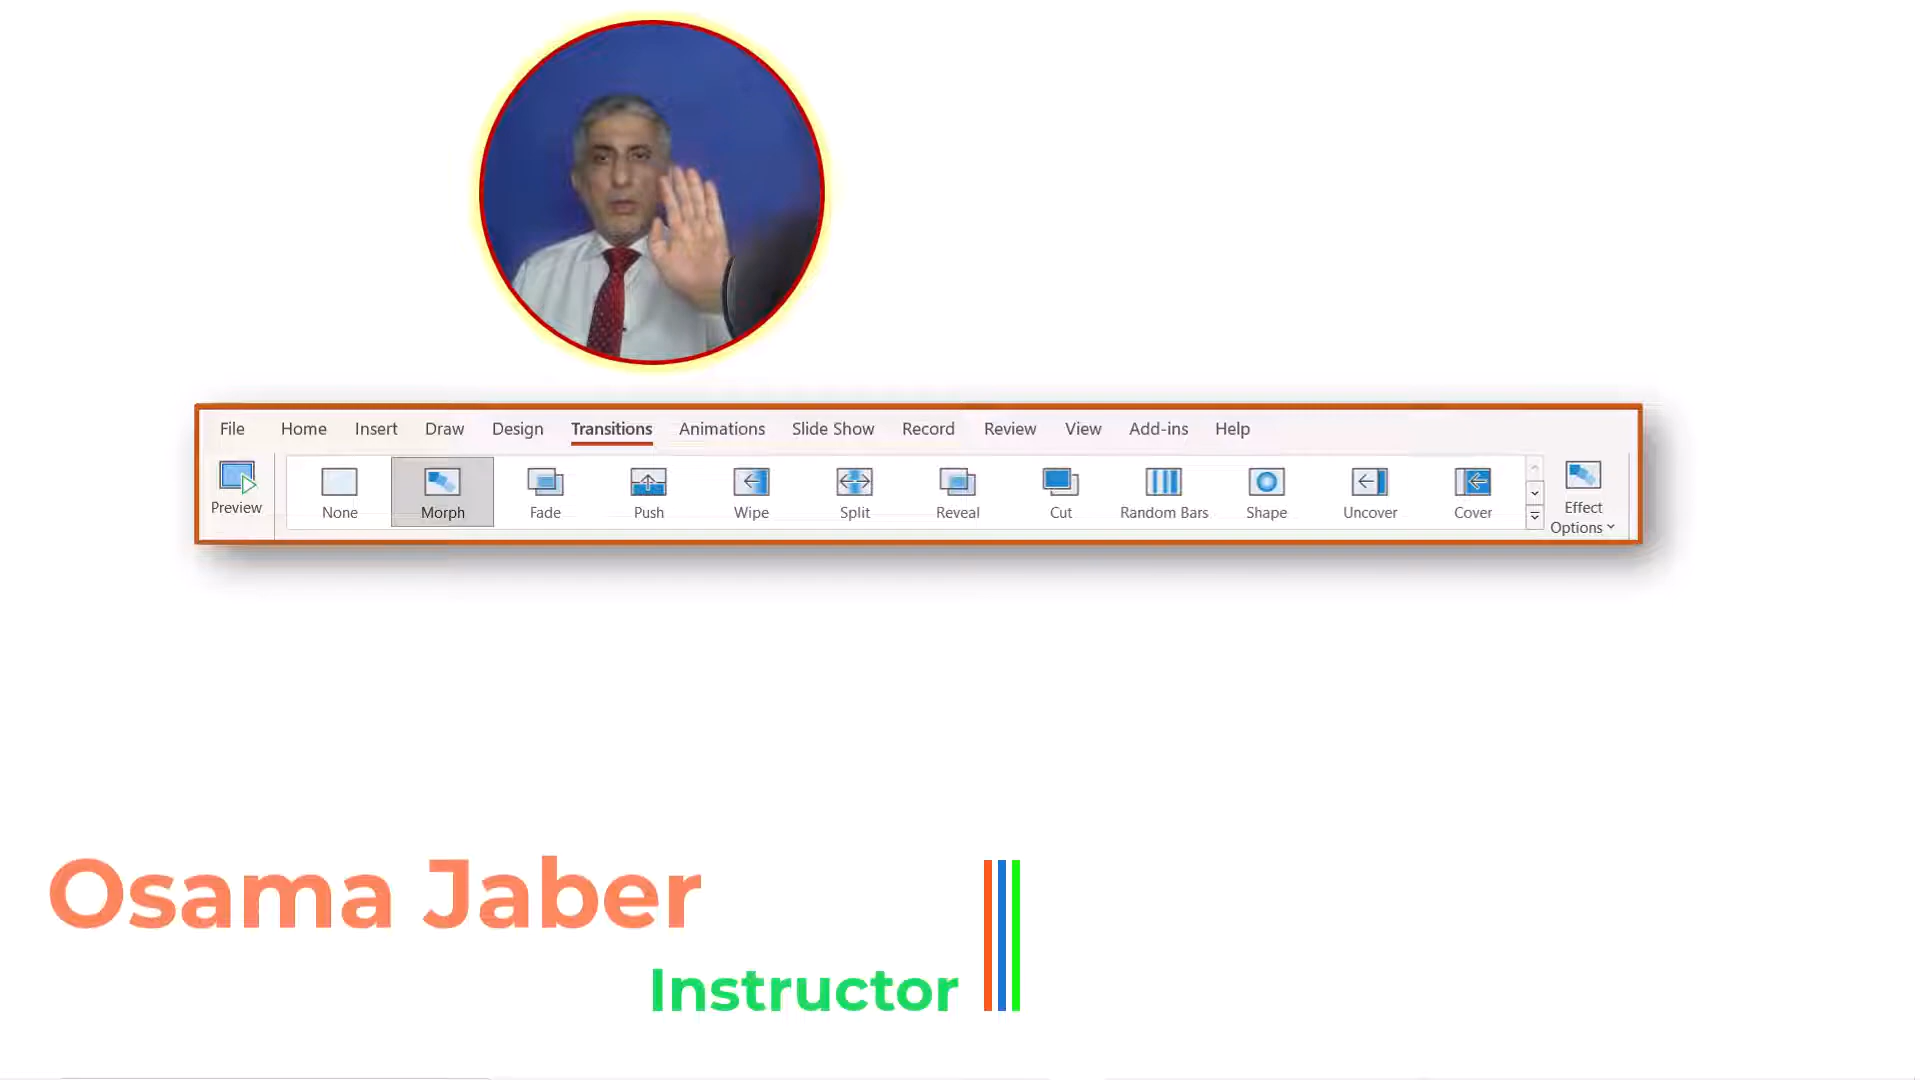 File Home Insert Draw Design Transitions Animations Slide Show Record Review View Add-ins Help
Preview None Morph Fade Push Wipe Split Reveal Cut Random Bars Shape Uncover Cover Effect
Options
Osama Jaber
Instructor